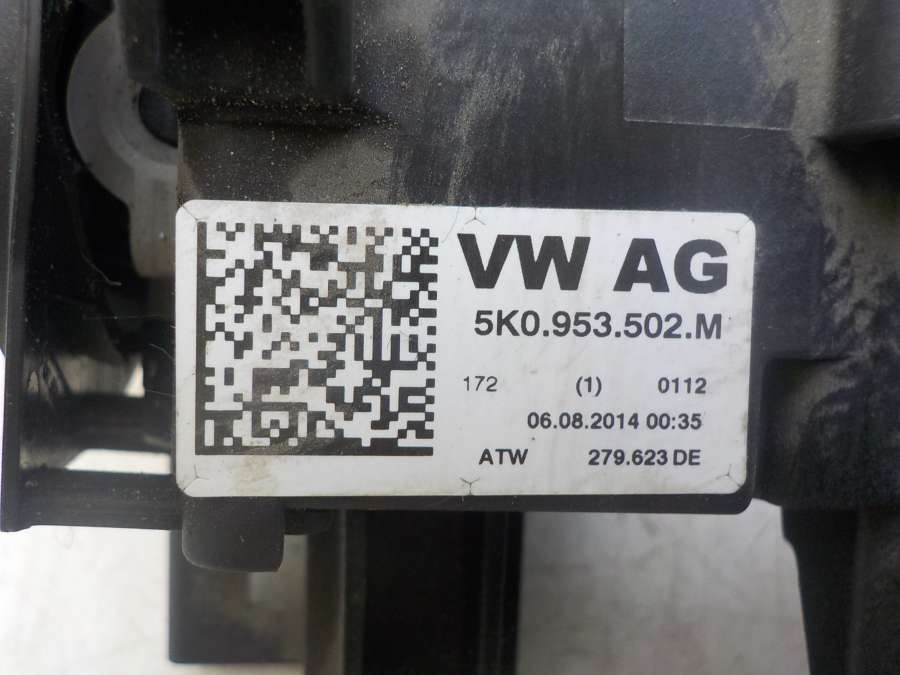 VW AG
5K0.953.502.M
172 (1) 0112
06.08.2014 00:35
ATW 279.623 DE